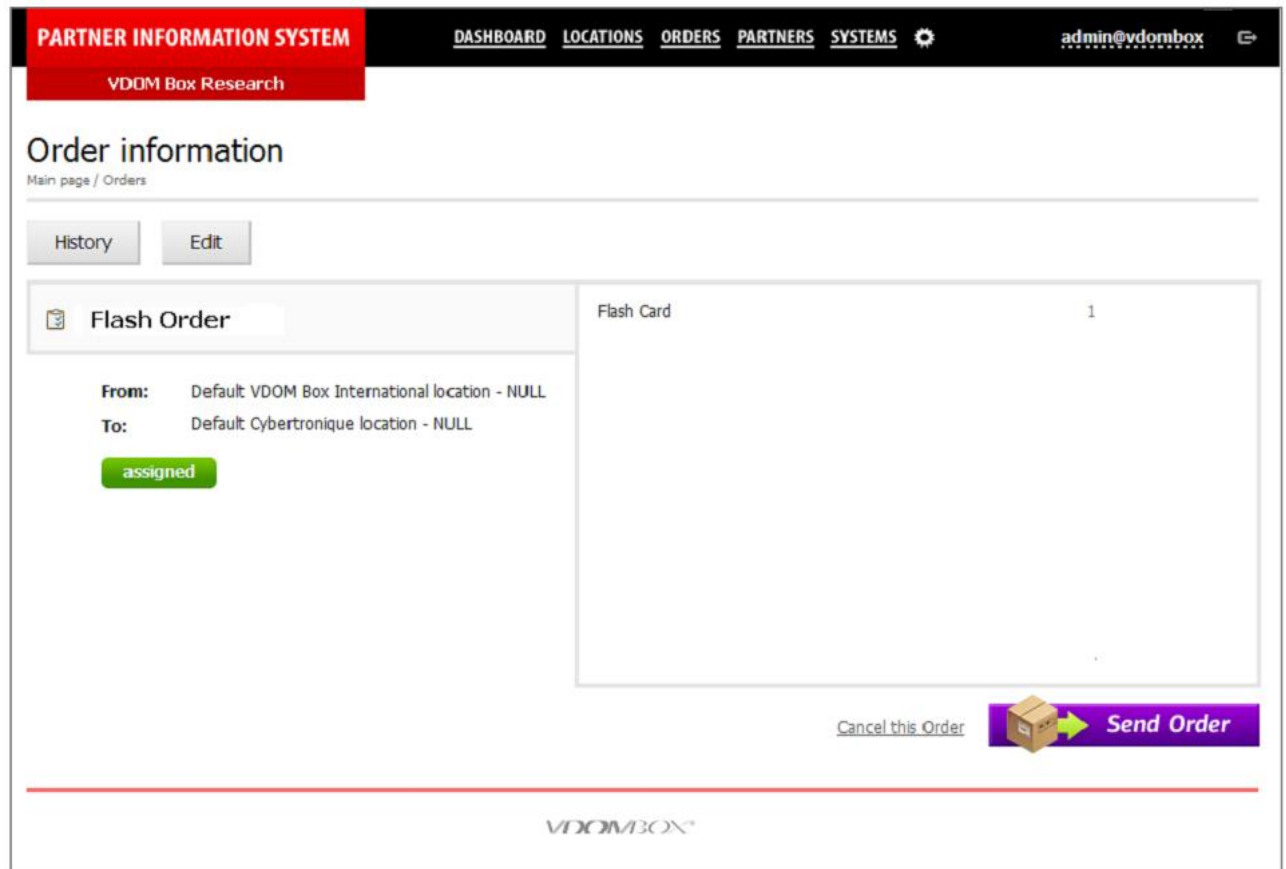 PARTNER INFORMATION SYSTEM DASHBOARD LOCATIONS ORDERS PARTNERS SYSTEMS admin@vdombox
VDOM Box Research
Order information
Main page / Orders
History Edit
Flash Order
Flash Card 1
From: Default VDOM Box International location - NULL
To: Default Cybertronique location - NULL
assigned
Cancel this Order Send Order
VDOMBOX